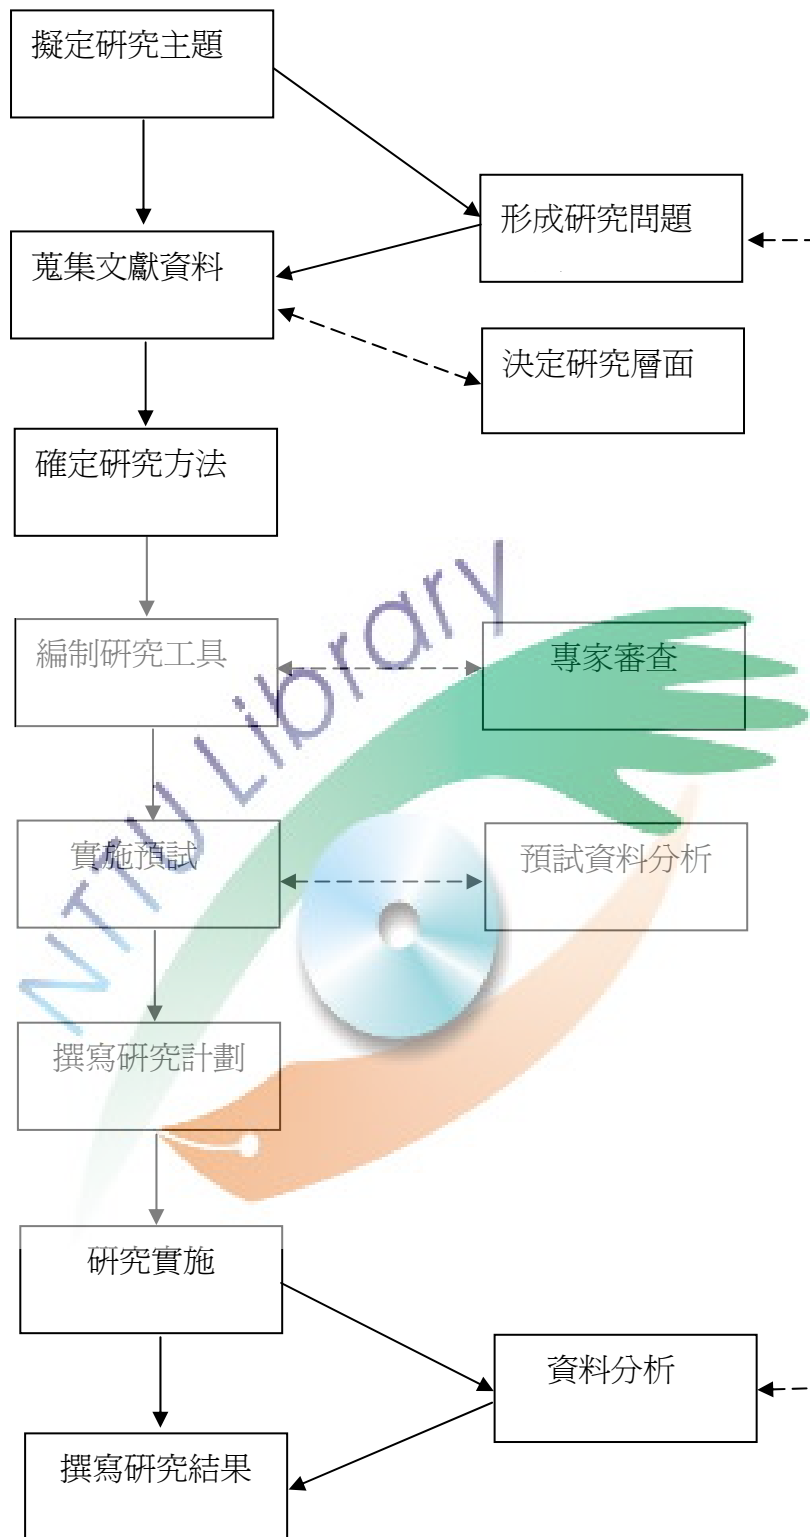 擬定研究主題
形成研究問題
蒐集文獻資料
決定研究層面
確定研究方法
編制研究工具
專家審查
實施預試
預試資料分析
撰寫研究計劃
研究實施
資料分析
撰寫研究結果
NTTU Library